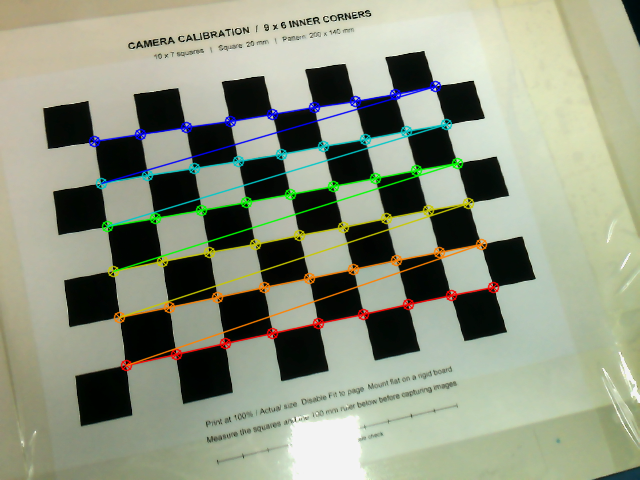 CAMERA CALIBRATION / 9 x 6 INNER CORNERS
10 x 7 squares | Square: 20 mm | Pattern: 200 x 140 mm
Print at 100% / Actual size. Disable Fit to page. Mount flat on a rigid board
Measure the squares and the 100 mm ruler below before capturing images
check